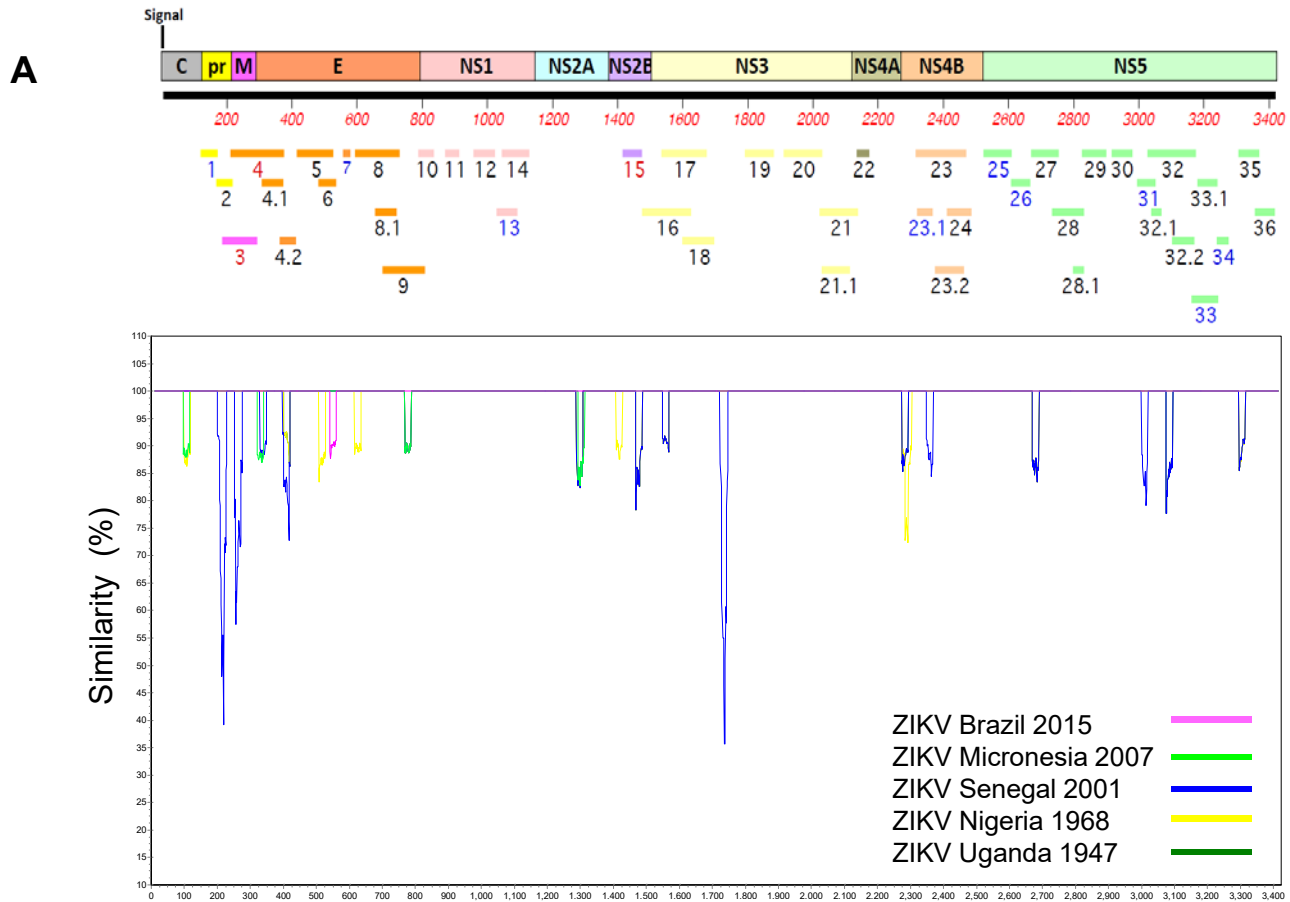 Signal
A
C pr M E NS1 NS2A NS2B NS3 NS4A NS4B NS5
200 400 600 800 1000 1200 1400 1600 1800 2000 2200 2400 2600 2800 3000 3200 3400
1 4 5 7 8 10 11 12 14 15 17 19 20 22 23 25 27 29 30 32 35
2 4.1 6 26 31 33.1
8.1 13 16 21 23.1 24 28 32.1 36
3 4.2 18 32.2 34
9 21.1 23.2 28.1
33
110
105
100
95
90
85
80
75
70
65
60
55
50
45
40
35
30
25
20
15
10
Similarity (%)
ZIKV Brazil 2015
ZIKV Micronesia 2007
ZIKV Senegal 2001
ZIKV Nigeria 1968
ZIKV Uganda 1947
0 100 200 300 400 500 600 700 800 900 1.000 1.100 1.200 1.300 1.400 1.500 1.600 1.700 1.800 1.900 2.000 2.100 2.200 2.300 2.400 2.500 2.600 2.700 2.800 2.900 3.000 3,100 3,200 3,300 3,400